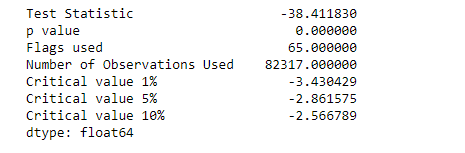 Test Statistic -38.411830
p value 0.000000
Flags used 65.000000
Number of Observations Used 82317.000000
Critical value 1% -3.430429
Critical value 5% -2.861575
Critical value 10% -2.566789
dtype: float64